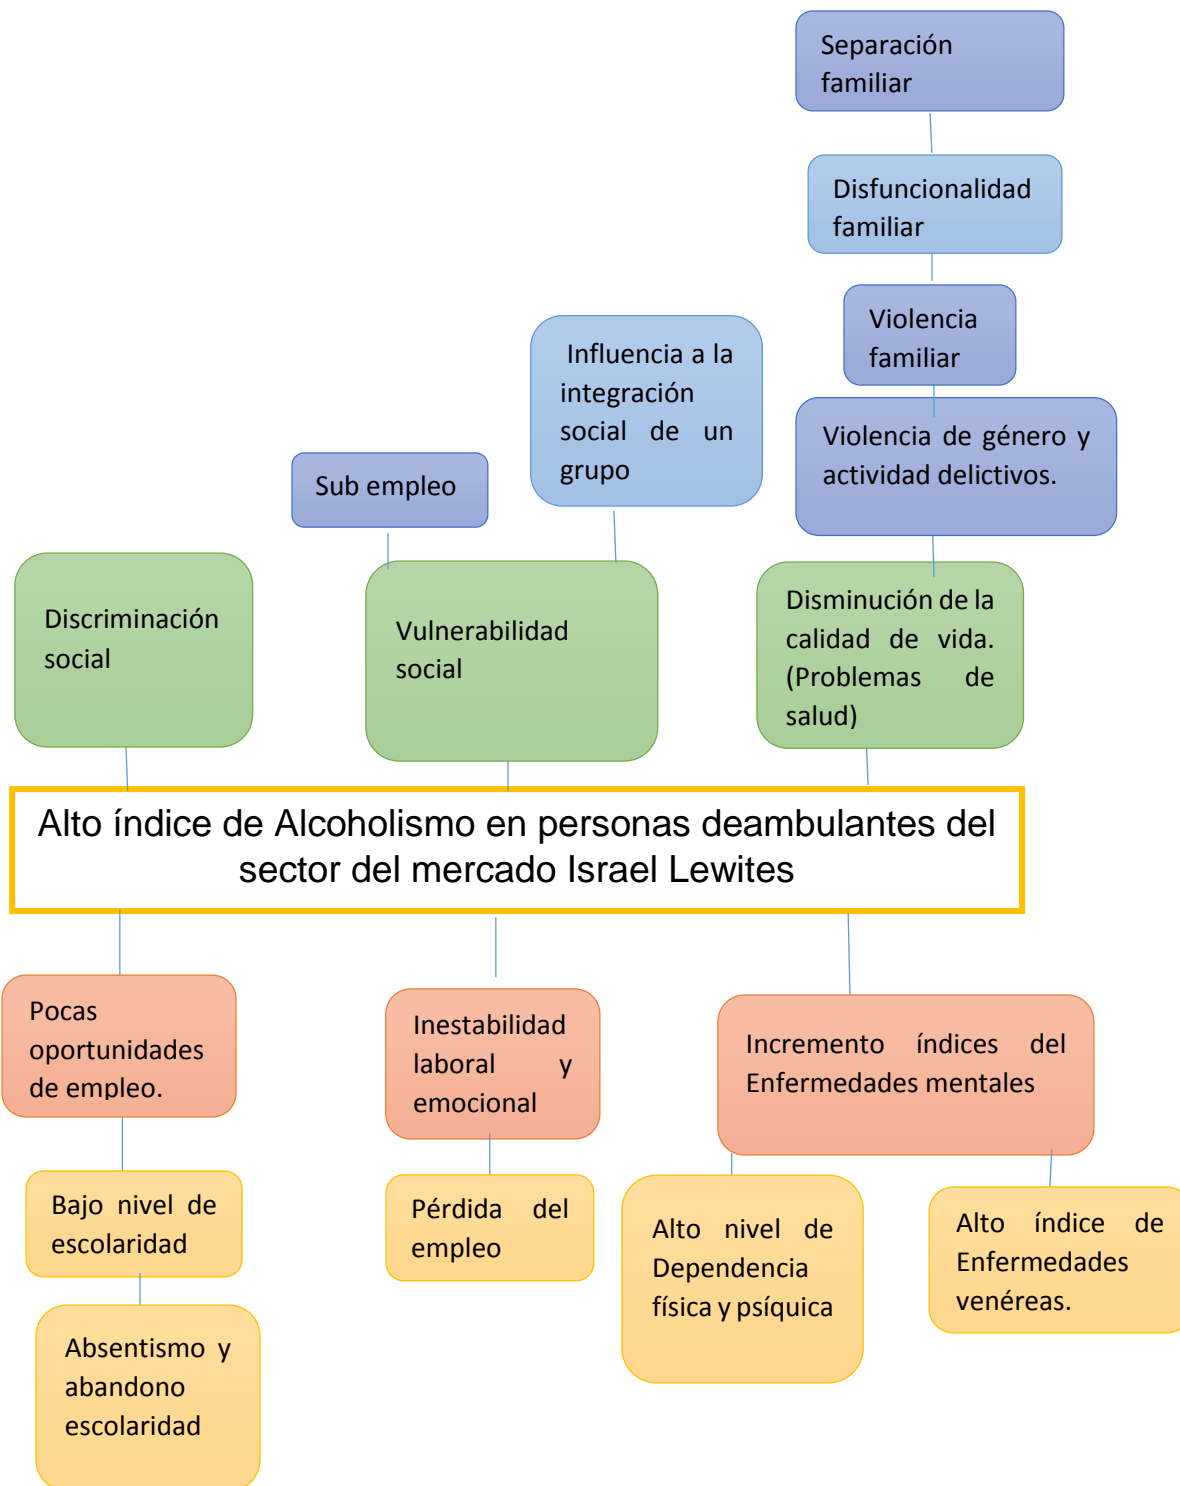 Separación
familiar
Disfuncionalidad
familiar
Violencia
familiar
Influencia a la
integración
social de un
grupo
Violencia de género y
actividad delictivos.
Sub empleo
Discriminación
social
Vulnerabilidad
social
Disminución de la
calidad de vida.
(Problemas de
salud)
Alto índice de Alcoholismo en personas deambulantes del
sector del mercado Israel Lewites
Pocas
oportunidades
de empleo.
Inestabilidad
laboral y
emocional
Incremento índices del
Enfermedades mentales
Bajo nivel de
escolaridad
Pérdida del
empleo
Alto nivel de
Dependencia
física y psíquica
Alto índice de
Enfermedades
venéreas.
Absentismo y
abandono
escolaridad